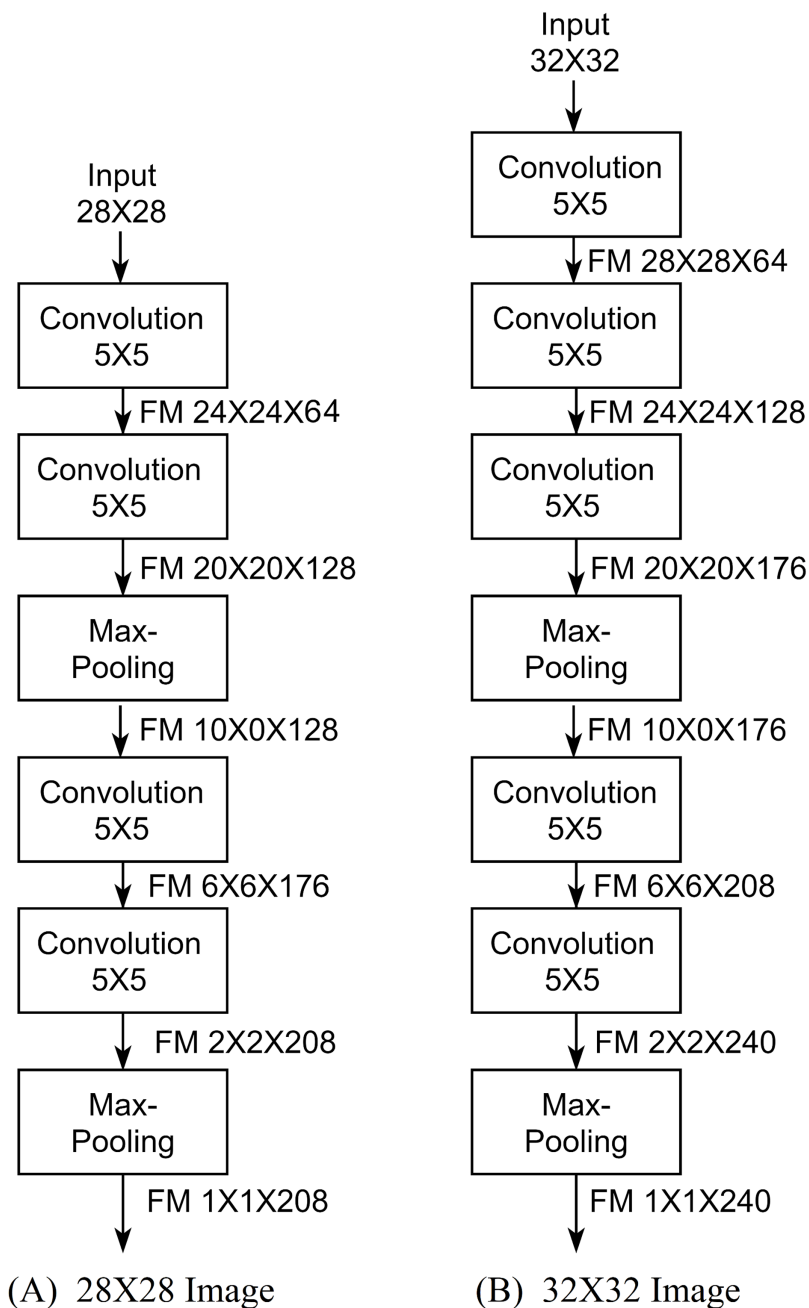 Input
28X28
Convolution
5X5
FM 24X24X64
Convolution
5X5
FM 20X20X128
Max-
Pooling
FM 10X0X128
Convolution
5X5
FM 6X6X176
Convolution
5X5
FM 2X2X208
Max-
Pooling
FM 1X1X208
(A) 28X28 Image
Input
32X32
Convolution
5X5
FM 28X28X64
Convolution
5X5
FM 24X24X128
Convolution
5X5
FM 20X20X176
Max-
Pooling
FM 10X0X176
Convolution
5X5
FM 6X6X208
Convolution
5X5
FM 2X2X240
Max-
Pooling
FM 1X1X240
(B) 32X32 Image